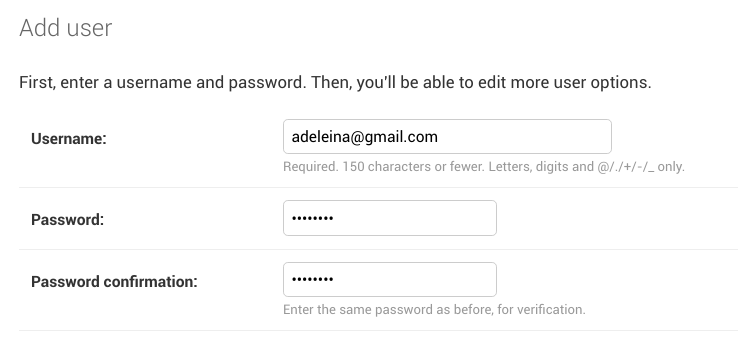 Add user
First, enter a username and password. Then, you'll be able to edit more user options.
Username: adeleina@gmail.com
Required. 150 characters or fewer. Letters, digits and @/./+/-/_ only.
Password: ••••••••
Password confirmation: ••••••••
Enter the same password as before, for verification.